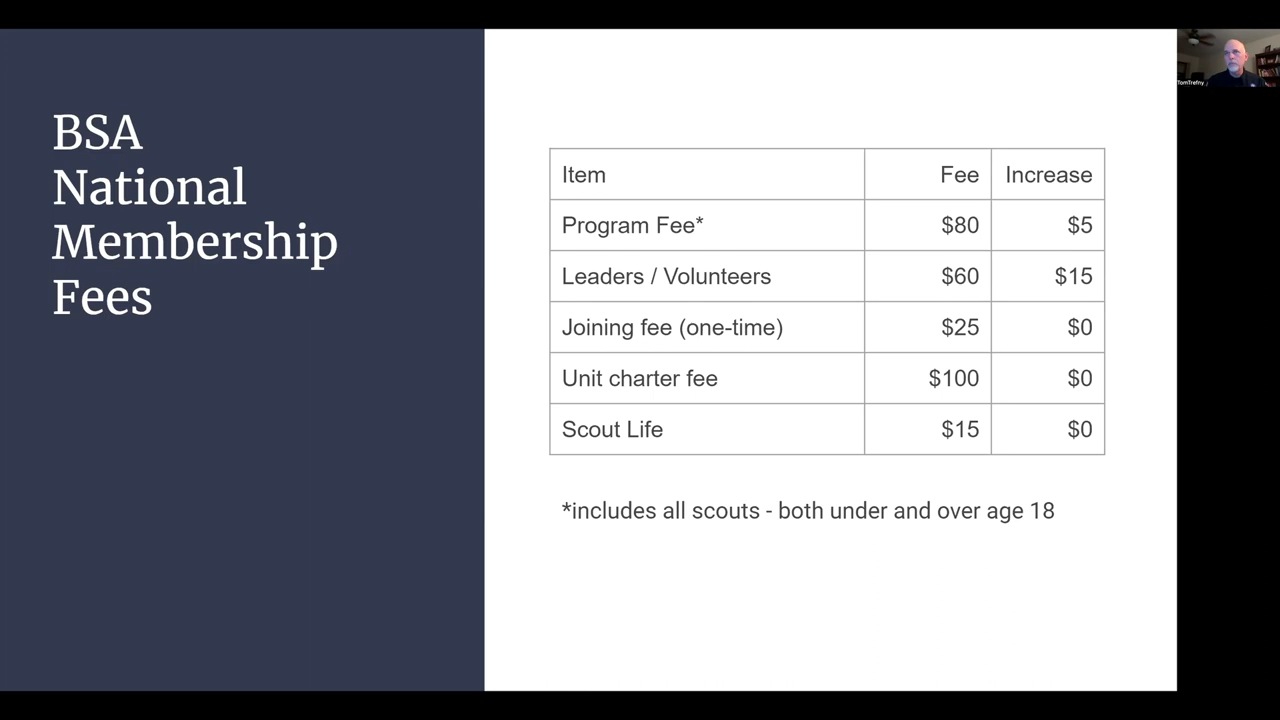 BSA
National
Membership
Fees
Item Fee Increase
Program Fee* $80 $5
Leaders / Volunteers $60 $15
Joining fee (one-time) $25 $0
Unit charter fee $100 $0
Scout Life $15 $0
*includes all scouts - both under and over age 18
TomTrefny